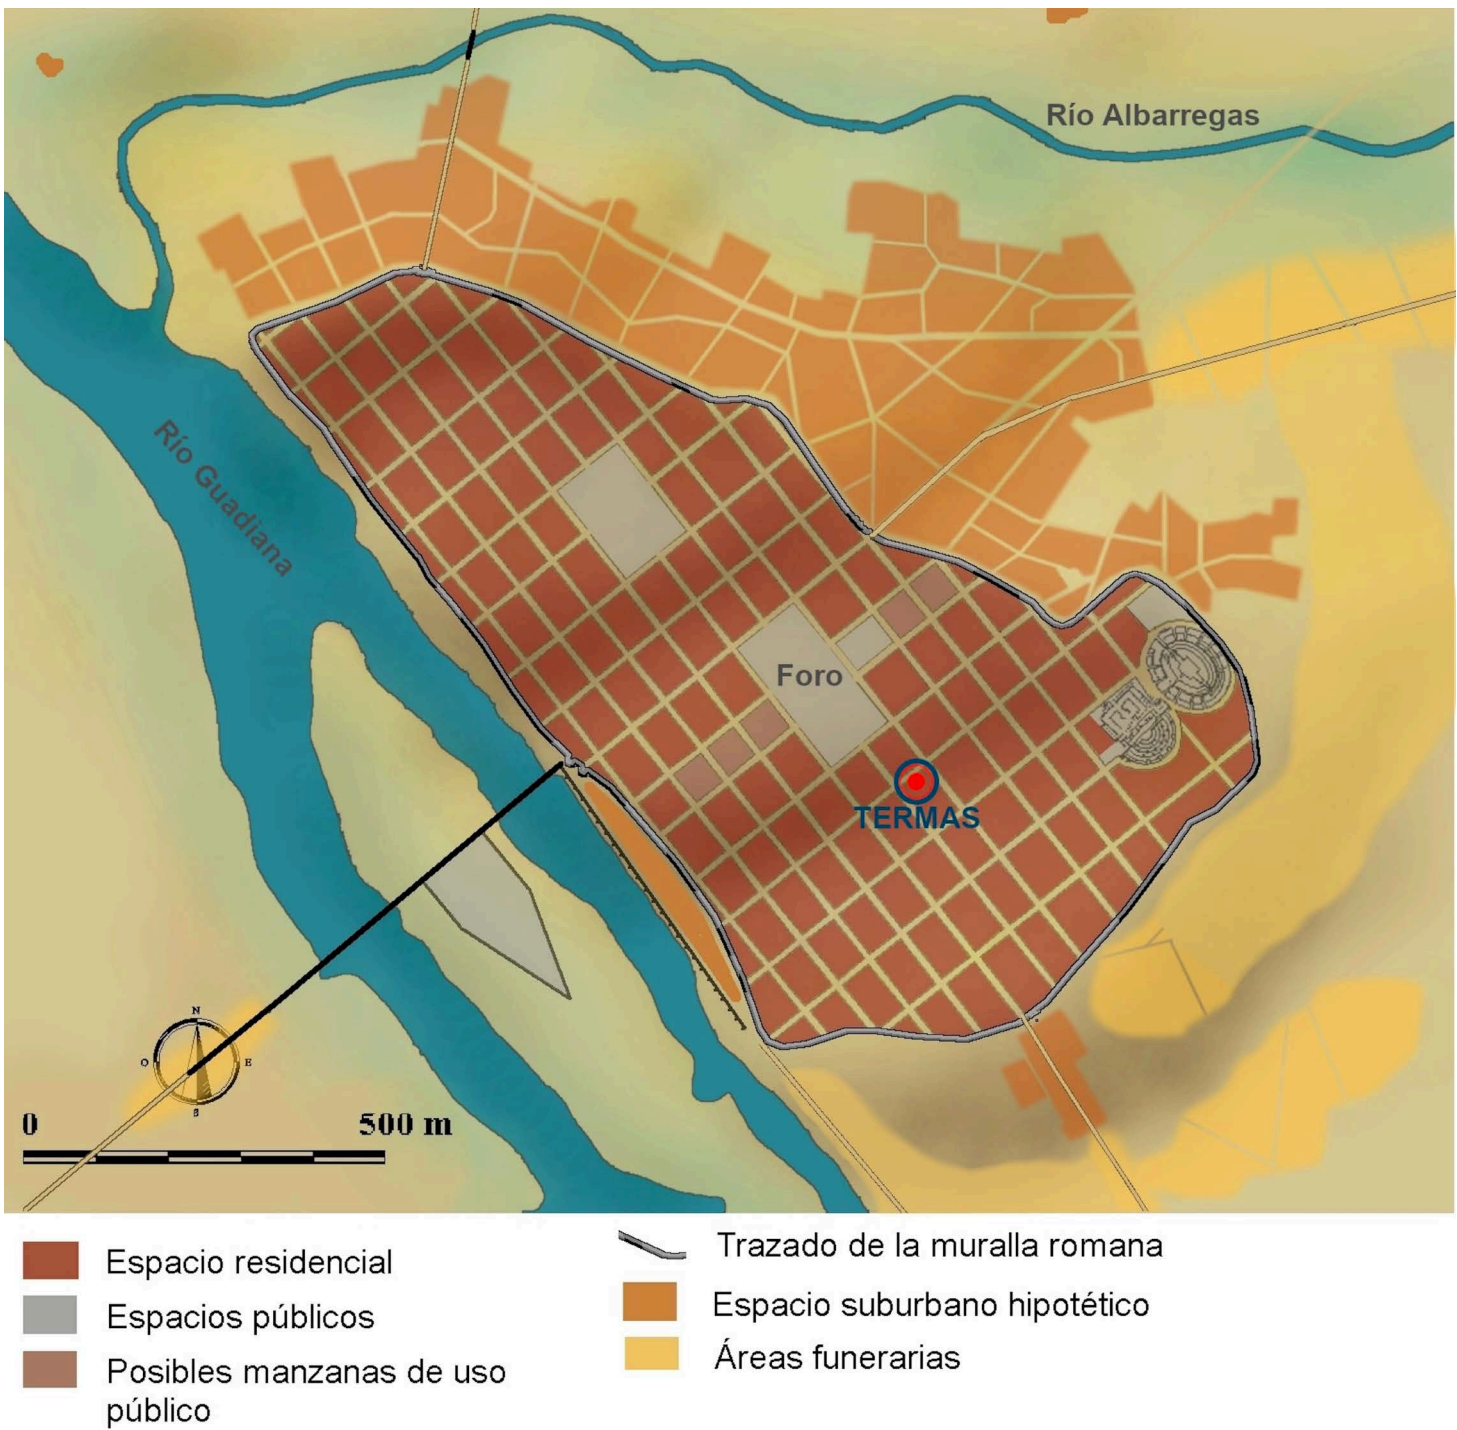 Río Albarregas
Río Guadiana
Foro
TERMAS
N
O
E
S
0
500 m
Espacio residencial
Espacios públicos
Posibles manzanas de uso
público
Trazado de la muralla romana
Espacio suburbano hipotético
Áreas funerarias